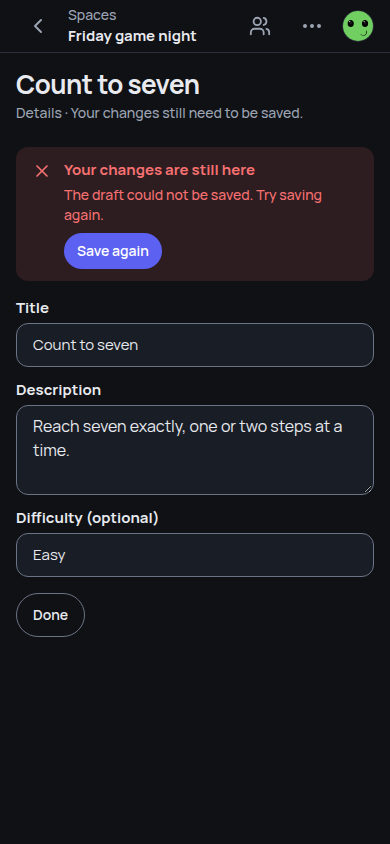 Spaces
Friday game night
Count to seven
Details · Your changes still need to be saved.
Your changes are still here
The draft could not be saved. Try saving
again.
Save again
Title
Count to seven
Description
Reach seven exactly, one or two steps at a
time.
Difficulty (optional)
Easy
Done